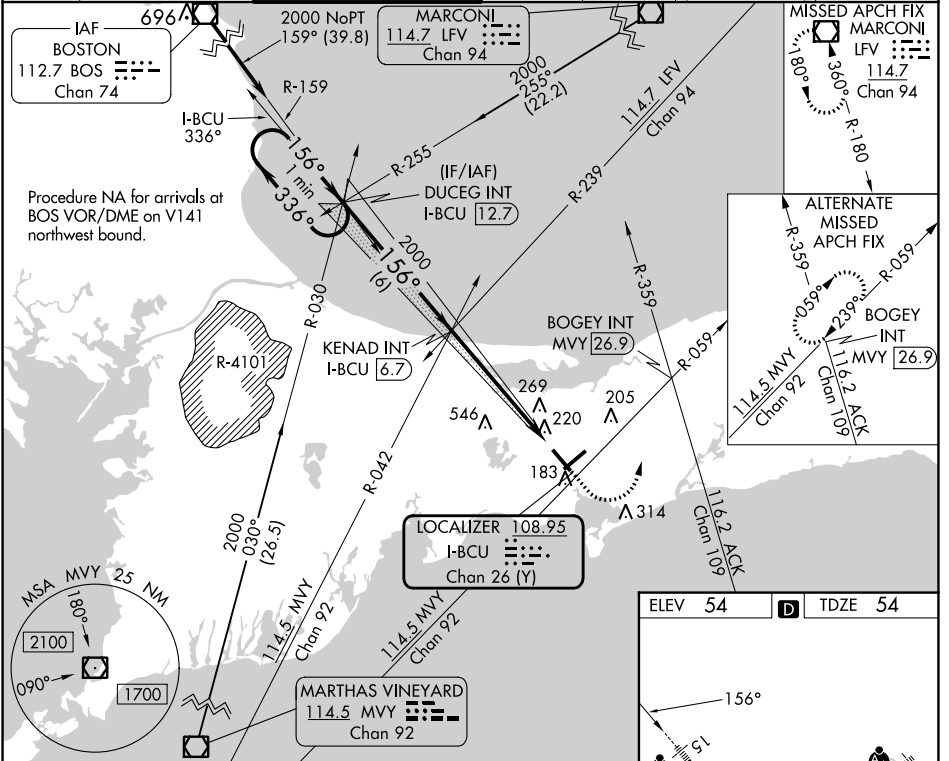 696
IAF
BOSTON
112.7 BOS
Chan 74
2000 NoPT
159° (39.8)
MARCONI
114.7 LFV
Chan 94
MISSED APCH FIX
MARCONI
LFV
114.7
Chan 94
180°
360°
R-180
R-159
I-BCU
336°
2000
255°
(22.2)
114.7 LFV
Chan 94
156°
1 min
336°
R-255
(IF/IAF)
DUCEG INT
I-BCU 12.7
R-239
Procedure NA for arrivals at
BOS VOR/DME on V141
northwest bound.
ALTERNATE
MISSED
APCH FIX
R-359
R-059
059°
239°
BOGEY
INT
MVY 26.9
114.5 MVY
Chan 92
116.2 ACK
Chan 109
2000
156°
(6)
R-030
R-359
R-4101
KENAD INT
I-BCU 6.7
BOGEY INT
MVY 26.9
R-059
269
220
205
546
183
314
R-042
2000
030°
(26.5)
LOCALIZER 108.95
I-BCU
Chan 26 (Y)
116.2 ACK
Chan 109
MSA MVY 25 NM
180°
2100
090°
1700
114.5 MVY
Chan 92
114.5 MVY
Chan 92
MARTHAS VINEYARD
114.5 MVY
Chan 92
ELEV 54
D
TDZE 54
156°
15
A